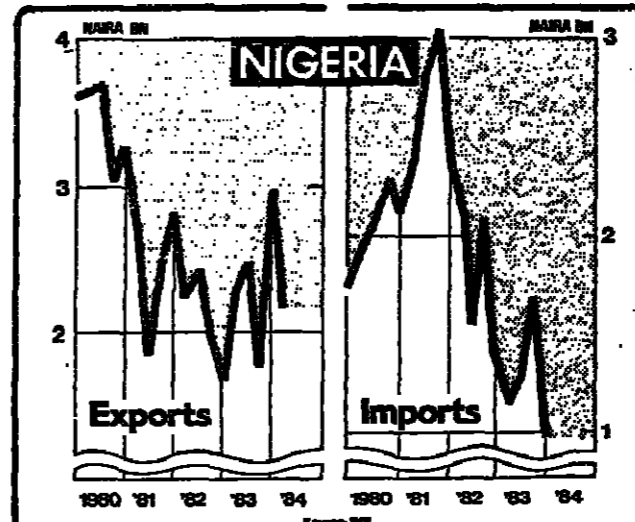 NAIRA BN
NAIRA BN
4
NIGERIA
3
3
2
2
Exports
Imports
1
1980 '81 '82 '83 '84
1980 '81 '82 '83 '84